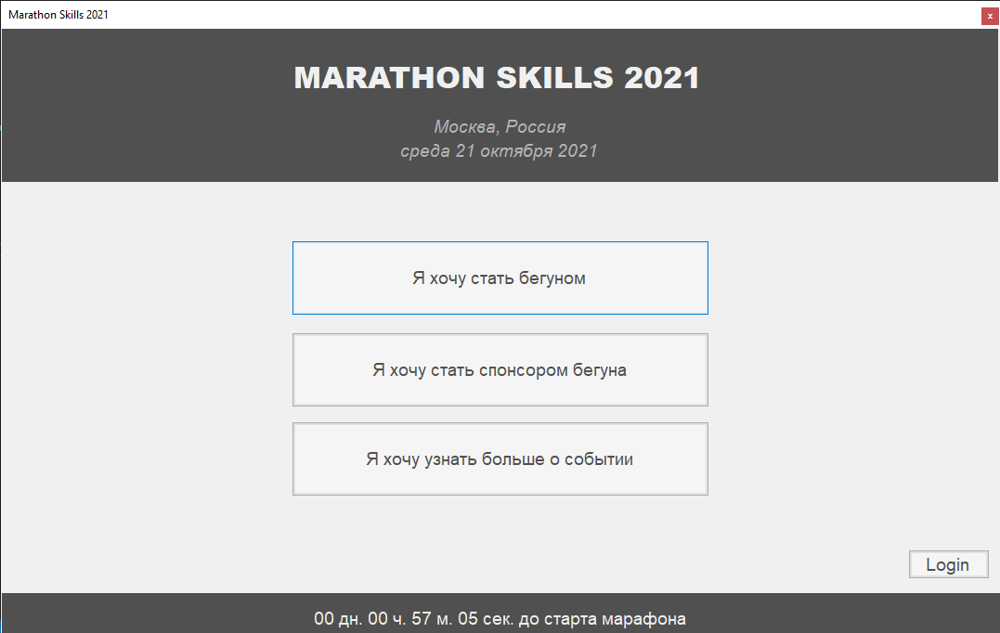 Marathon Skills 2021
x
MARATHON SKILLS 2021
Москва, Россия
среда 21 октября 2021
Я хочу стать бегуном
Я хочу стать спонсором бегуна
Я хочу узнать больше о событии
Login
00 дн. 00 ч. 57 м. 05 сек. до старта марафона